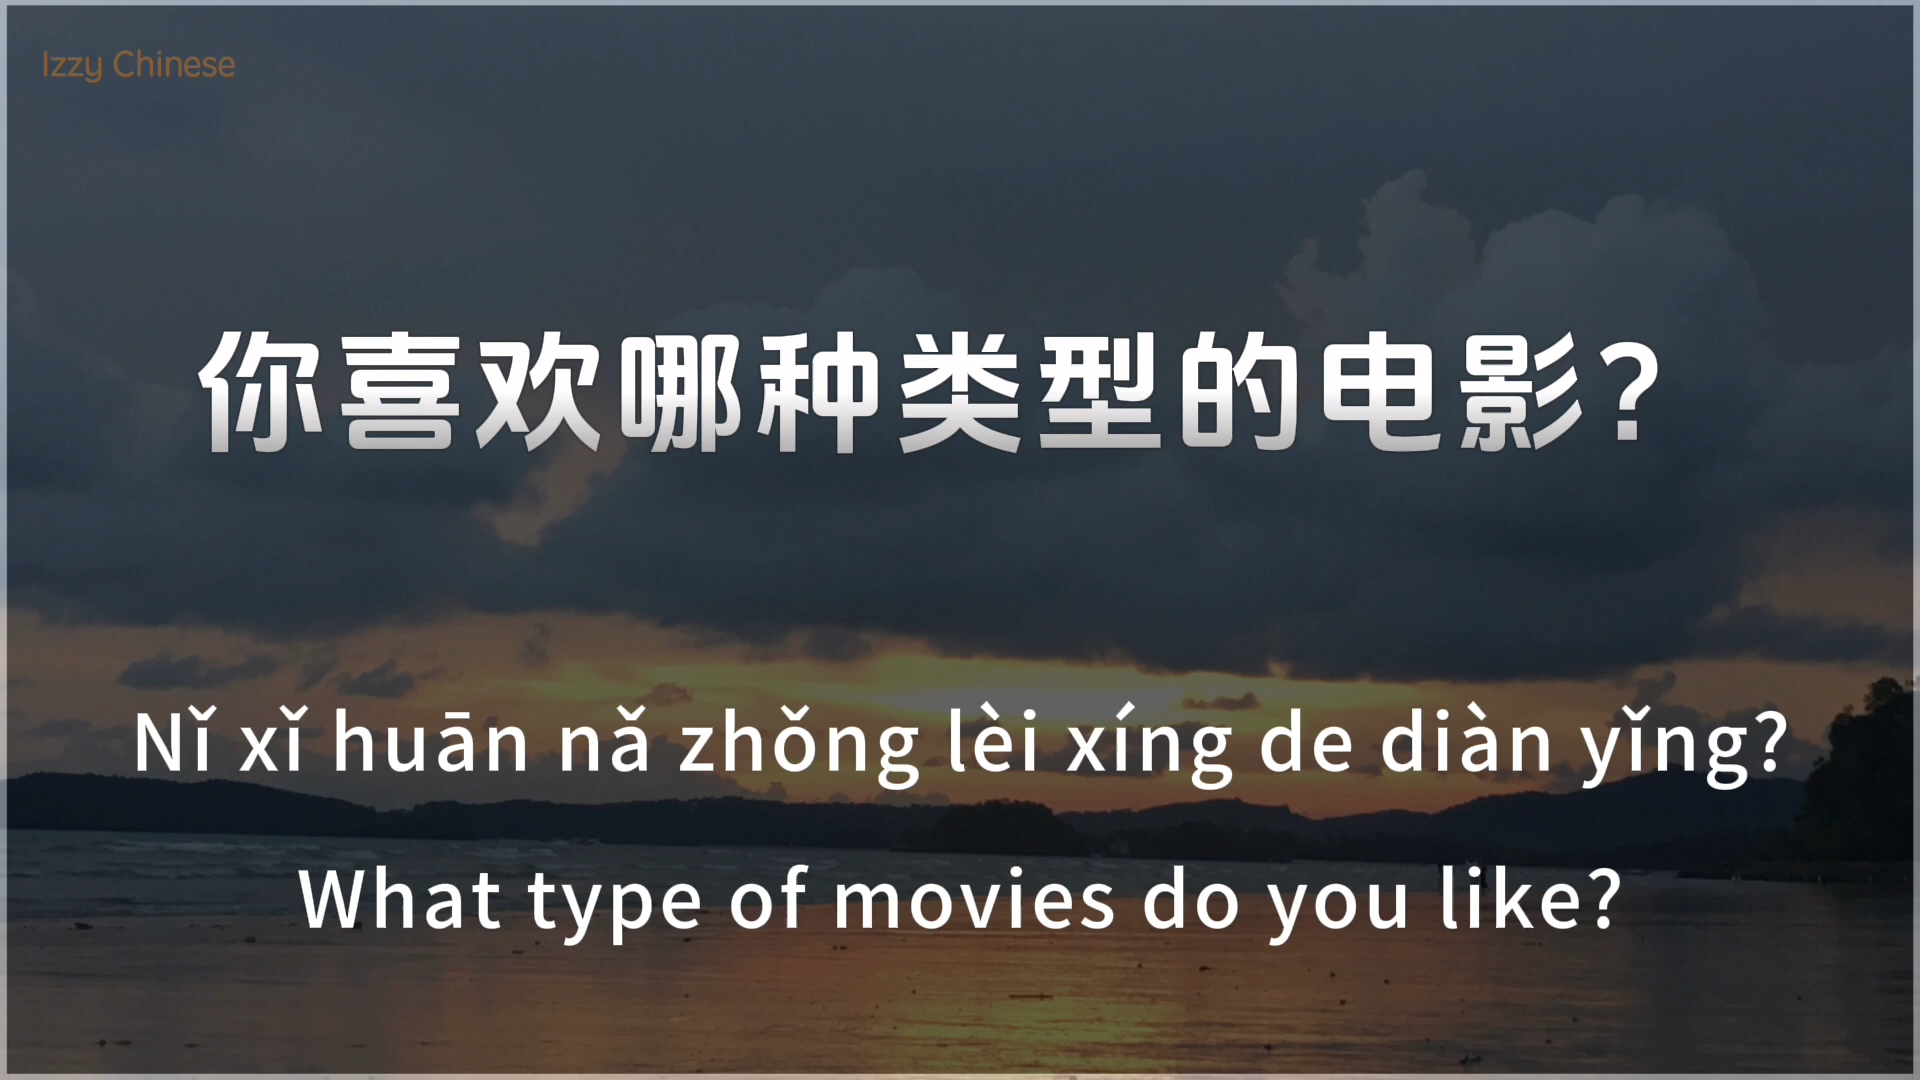 Izzy Chinese
你喜欢哪种类型的电影?
Nǐ xǐ huān nǎ zhǒng lèi xíng de diàn yǐng?
What type of movies do you like?